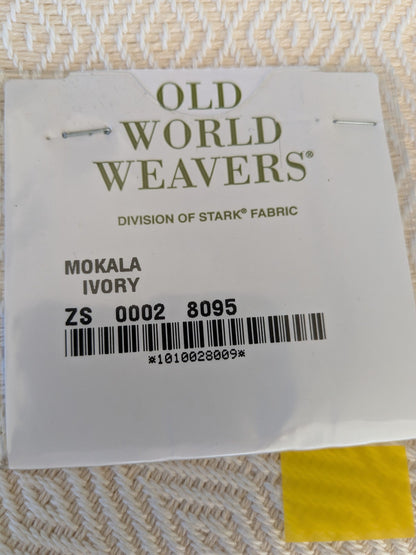 OLD
WORLD
WEAVERS®
DIVISION OF STARK® FABRIC
MOKALA
IVORY
ZS 0002 8095
*1010028009*